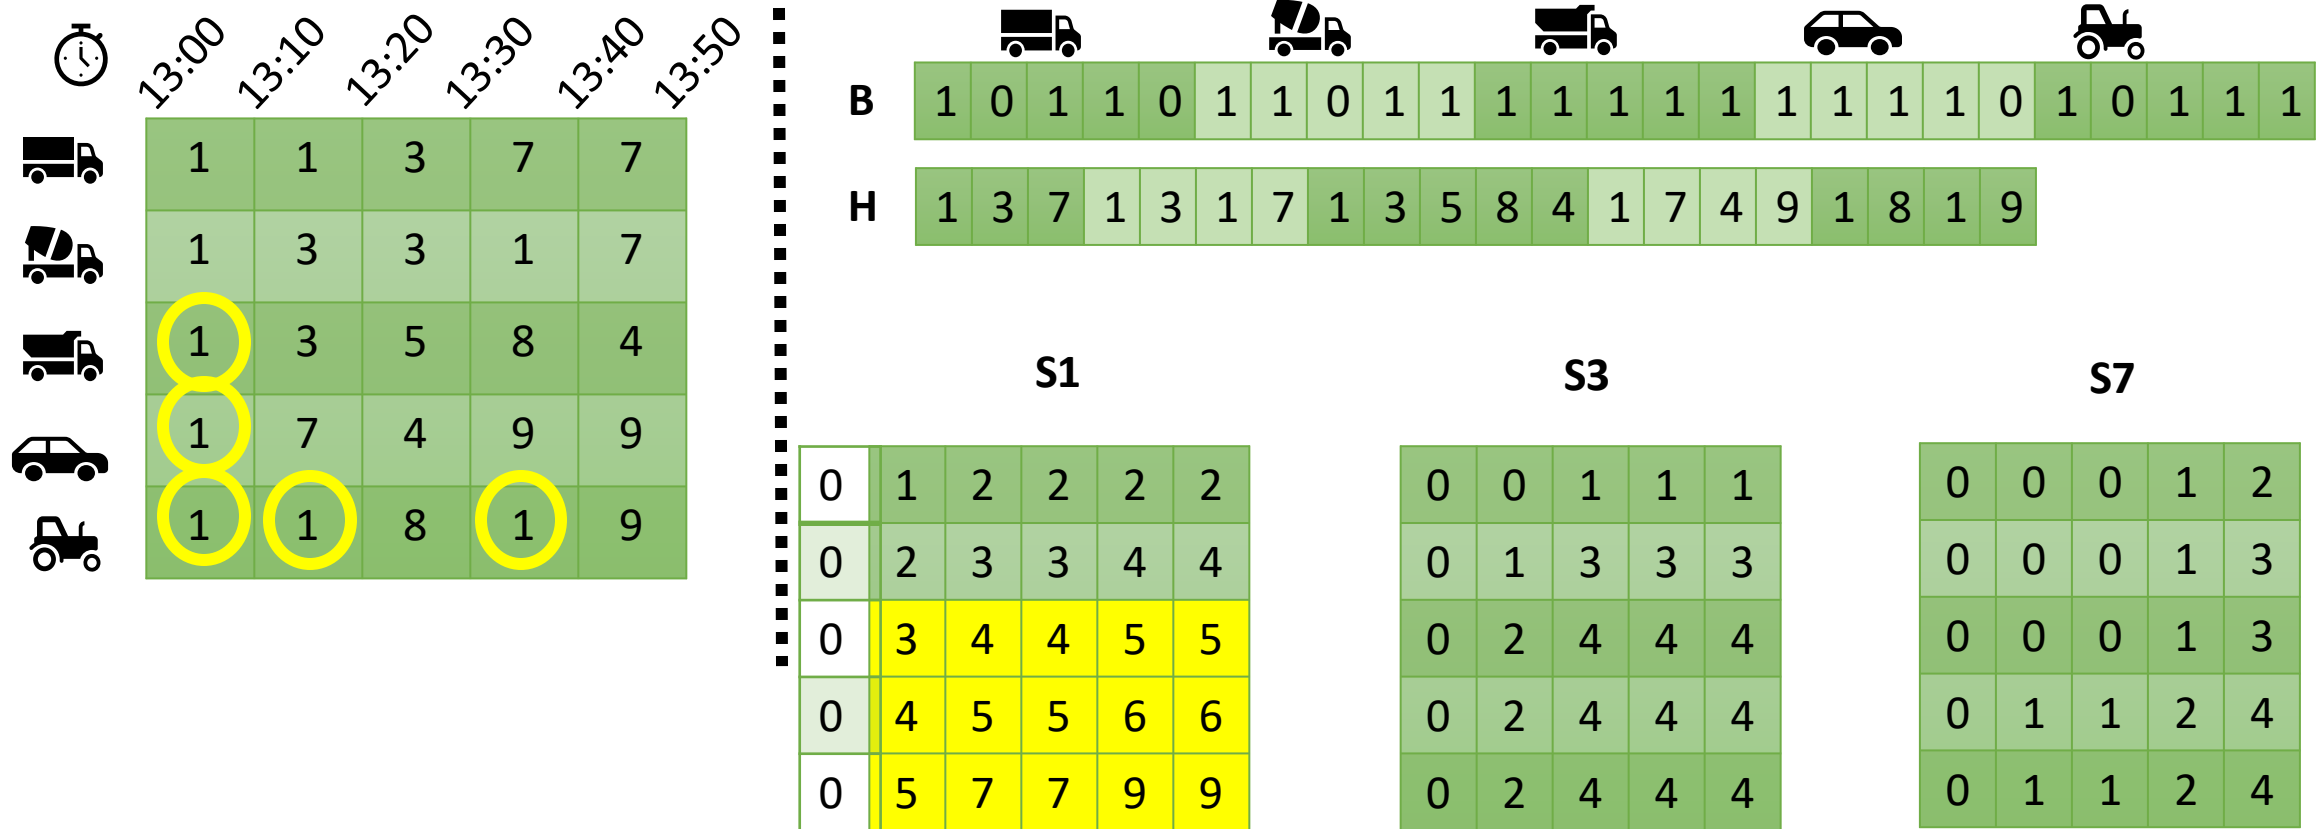 13:00 13:10 13:20 13:30 13:40 13:50
1 1 3 7 7
1 3 3 1 7
1 3 5 8 4
1 7 4 9 9
1 1 8 1 9
B 1 0 1 1 0 1 1 0 1 1 1 1 1 1 1 1 1 1 1 0 1 0 1 1 1
H 1 3 7 1 3 1 7 1 3 5 8 4 1 7 4 9 1 8 1 9
S1
0 1 2 2 2 2
0 2 3 3 4 4
0 3 4 4 5 5
0 4 5 5 6 6
0 5 7 7 9 9
S3
0 0 1 1 1
0 1 3 3 3
0 2 4 4 4
0 2 4 4 4
0 2 4 4 4
S7
0 0 0 1 2
0 0 0 1 3
0 0 0 1 3
0 1 1 2 4
0 1 1 2 4